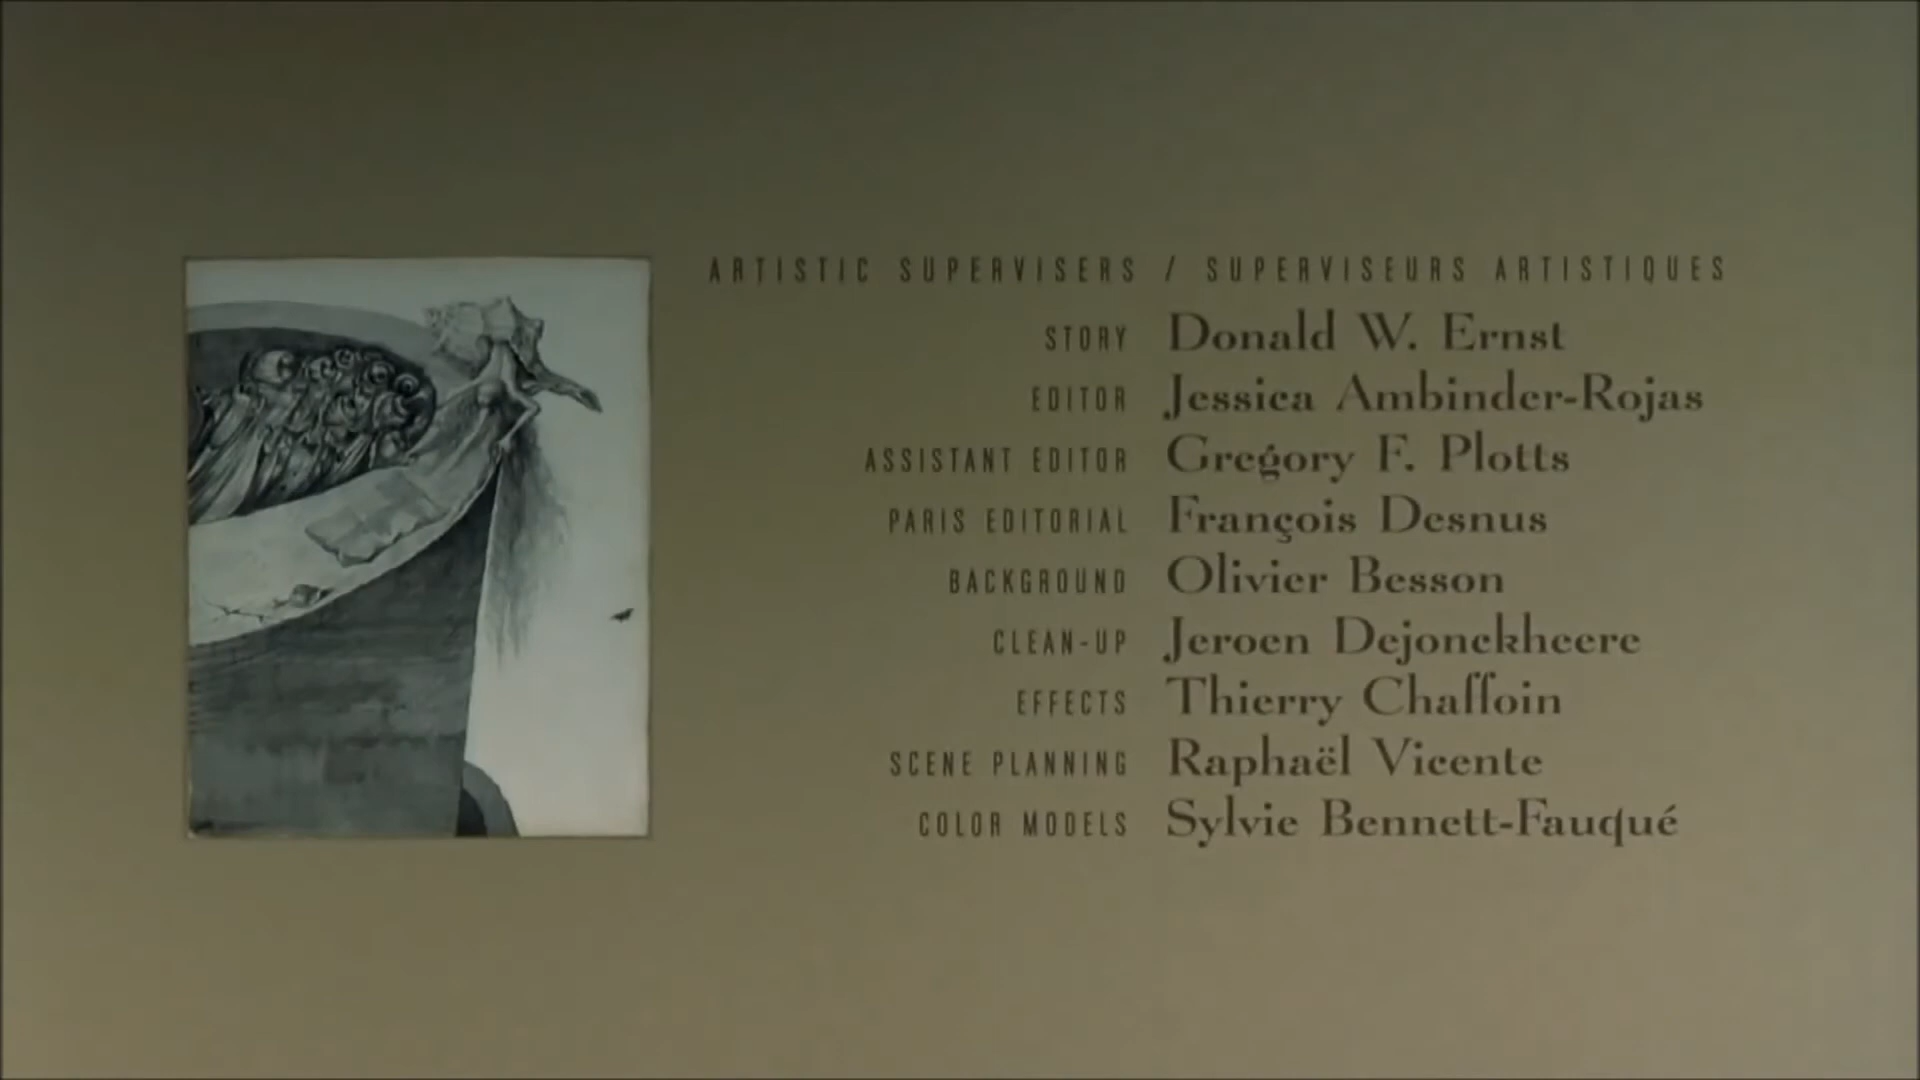 ARTISTIC SUPERVISERS / SUPERVISEURS ARTISTIQUES
STORY Donald W. Ernst
EDITOR Jessica Ambinder-Rojas
ASSISTANT EDITOR Gregory F. Plotts
PARIS EDITORIAL François Desnus
BACKGROUND Olivier Besson
CLEAN-UP Jeroen Dejonckheere
EFFECTS Thierry Chaffoin
SCENE PLANNING Raphaël Vicente
COLOR MODELS Sylvie Bennett-Fauqué